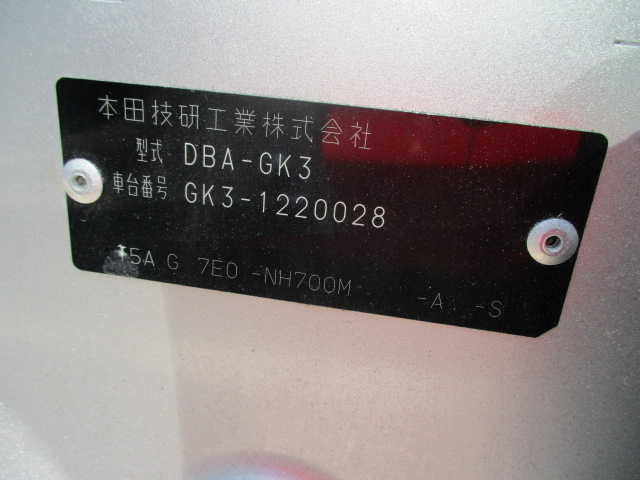 本田技研工業株式会社
型式 DBA-GK3
車台番号 GK3-1220028
T5A G 7E0 -NH700M -A -S